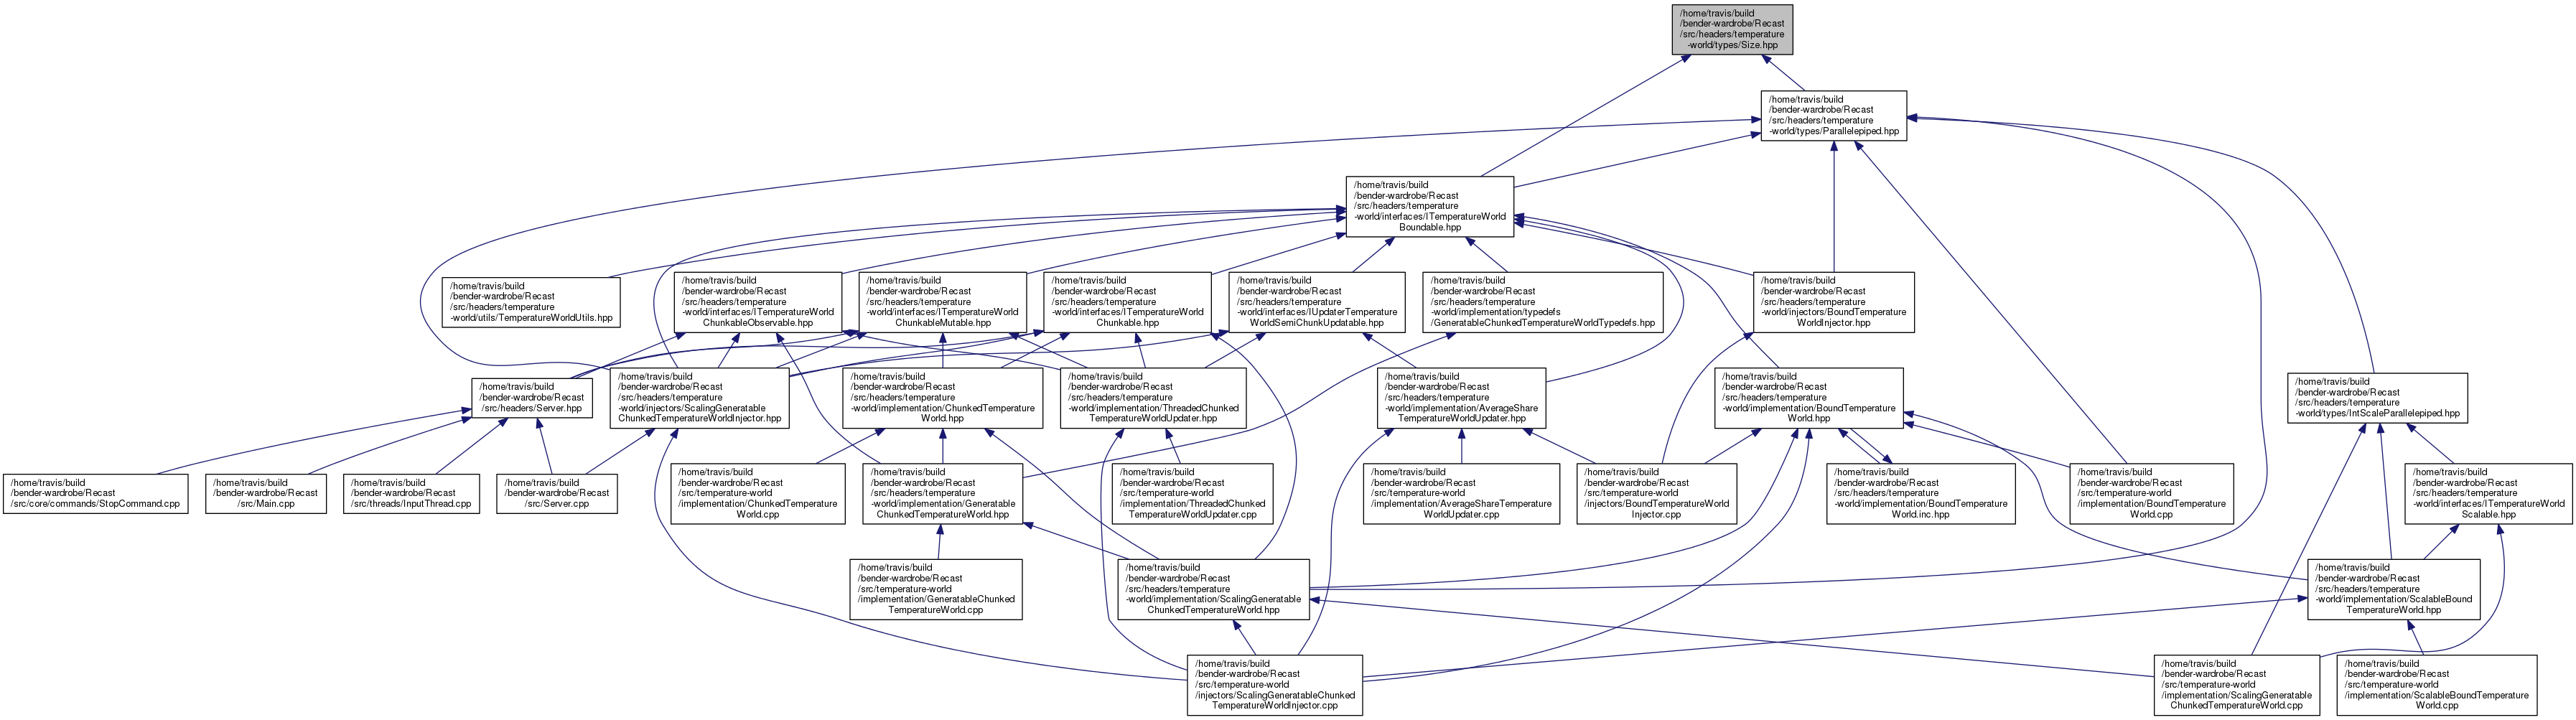 /home/travis/build
/bender-wardrobe/Recast
/src/headers/temperature
-world/types/Size.hpp
/home/travis/build
/bender-wardrobe/Recast
/src/headers/temperature
-world/types/Parallelepiped.hpp
/home/travis/build
/bender-wardrobe/Recast
/src/headers/temperature
-world/interfaces/ITemperatureWorld
Boundable.hpp
/home/travis/build
/bender-wardrobe/Recast
/src/headers/temperature
-world/utils/TemperatureWorldUtils.hpp
/home/travis/build
/bender-wardrobe/Recast
/src/headers/temperature
-world/interfaces/ITemperatureWorld
ChunkableObservable.hpp
/home/travis/build
/bender-wardrobe/Recast
/src/headers/temperature
-world/interfaces/ITemperatureWorld
ChunkableMutable.hpp
/home/travis/build
/bender-wardrobe/Recast
/src/headers/temperature
-world/interfaces/ITemperatureWorld
Chunkable.hpp
/home/travis/build
/bender-wardrobe/Recast
/src/headers/temperature
-world/interfaces/IUpdaterTemperature
WorldSemiChunkUpdatable.hpp
/home/travis/build
/bender-wardrobe/Recast
/src/headers/temperature
-world/implementation/typedefs
/GeneratableChunkedTemperatureWorldTypedefs.hpp
/home/travis/build
/bender-wardrobe/Recast
/src/headers/temperature
-world/injectors/BoundTemperature
WorldInjector.hpp
/home/travis/build
/bender-wardrobe/Recast
/src/headers/Server.hpp
/home/travis/build
/bender-wardrobe/Recast
/src/headers/temperature
-world/injectors/ScalingGeneratable
ChunkedTemperatureWorldInjector.hpp
/home/travis/build
/bender-wardrobe/Recast
/src/headers/temperature
-world/implementation/ChunkedTemperature
World.hpp
/home/travis/build
/bender-wardrobe/Recast
/src/headers/temperature
-world/implementation/ThreadedChunked
TemperatureWorldUpdater.hpp
/home/travis/build
/bender-wardrobe/Recast
/src/headers/temperature
-world/implementation/AverageShare
TemperatureWorldUpdater.hpp
/home/travis/build
/bender-wardrobe/Recast
/src/headers/temperature
-world/implementation/BoundTemperature
World.hpp
/home/travis/build
/bender-wardrobe/Recast
/src/headers/temperature
-world/types/IntScaleParallelepiped.hpp
/home/travis/build
/bender-wardrobe/Recast
/src/core/commands/StopCommand.cpp
/home/travis/build
/bender-wardrobe/Recast
/src/Main.cpp
/home/travis/build
/bender-wardrobe/Recast
/src/threads/InputThread.cpp
/home/travis/build
/bender-wardrobe/Recast
/src/Server.cpp
/home/travis/build
/bender-wardrobe/Recast
/src/temperature-world
/implementation/ChunkedTemperature
World.cpp
/home/travis/build
/bender-wardrobe/Recast
/src/headers/temperature
-world/implementation/Generatable
ChunkedTemperatureWorld.hpp
/home/travis/build
/bender-wardrobe/Recast
/src/temperature-world
/implementation/ThreadedChunked
TemperatureWorldUpdater.cpp
/home/travis/build
/bender-wardrobe/Recast
/src/temperature-world
/implementation/AverageShareTemperature
WorldUpdater.cpp
/home/travis/build
/bender-wardrobe/Recast
/src/temperature-world
/injectors/BoundTemperatureWorld
Injector.cpp
/home/travis/build
/bender-wardrobe/Recast
/src/headers/temperature
-world/implementation/BoundTemperature
World.inc.hpp
/home/travis/build
/bender-wardrobe/Recast
/src/temperature-world
/implementation/BoundTemperature
World.cpp
/home/travis/build
/bender-wardrobe/Recast
/src/headers/temperature
-world/interfaces/ITemperatureWorld
Scalable.hpp
/home/travis/build
/bender-wardrobe/Recast
/src/temperature-world
/implementation/GeneratableChunked
TemperatureWorld.cpp
/home/travis/build
/bender-wardrobe/Recast
/src/headers/temperature
-world/implementation/ScalingGeneratable
ChunkedTemperatureWorld.hpp
/home/travis/build
/bender-wardrobe/Recast
/src/headers/temperature
-world/implementation/ScalableBound
TemperatureWorld.hpp
/home/travis/build
/bender-wardrobe/Recast
/src/temperature-world
/injectors/ScalingGeneratableChunked
TemperatureWorldInjector.cpp
/home/travis/build
/bender-wardrobe/Recast
/src/temperature-world
/implementation/ScalingGeneratable
ChunkedTemperatureWorld.cpp
/home/travis/build
/bender-wardrobe/Recast
/src/temperature-world
/implementation/ScalableBoundTemperature
World.cpp